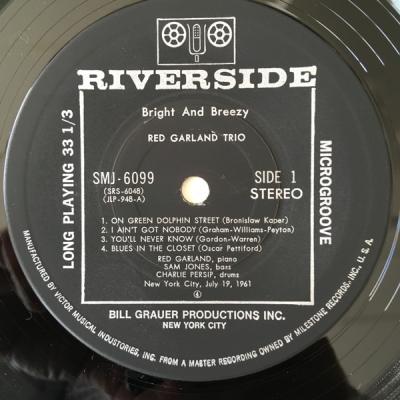 RIVERSIDE
Bright And Breezy
RED GARLAND TRIO
SMJ-6099
(SRS-6048)
(JLP-948-A)
SIDE 1
STEREO
LONG PLAYING 33 1/3
MICROGROOVE
1. ON GREEN DOLPHIN STREET (Bronislaw Kaper)
2. I AIN'T GOT NOBODY (Graham-Williams-Peyton)
3. YOU'LL NEVER KNOW (Gordon-Warren)
4. BLUES IN THE CLOSET (Oscar Pettiford)
RED GARLAND, piano
SAM JONES, bass
CHARLIE PERSIP, drums
New York City, July 19, 1961
BILL GRAUER PRODUCTIONS INC.
NEW YORK CITY
MANUFACTURED BY VICTOR MUSICAL INDUSTRIES, INC. FROM A MASTER RECORDING OWNED BY MILESTONE RECORDS, INC., U.S.A.